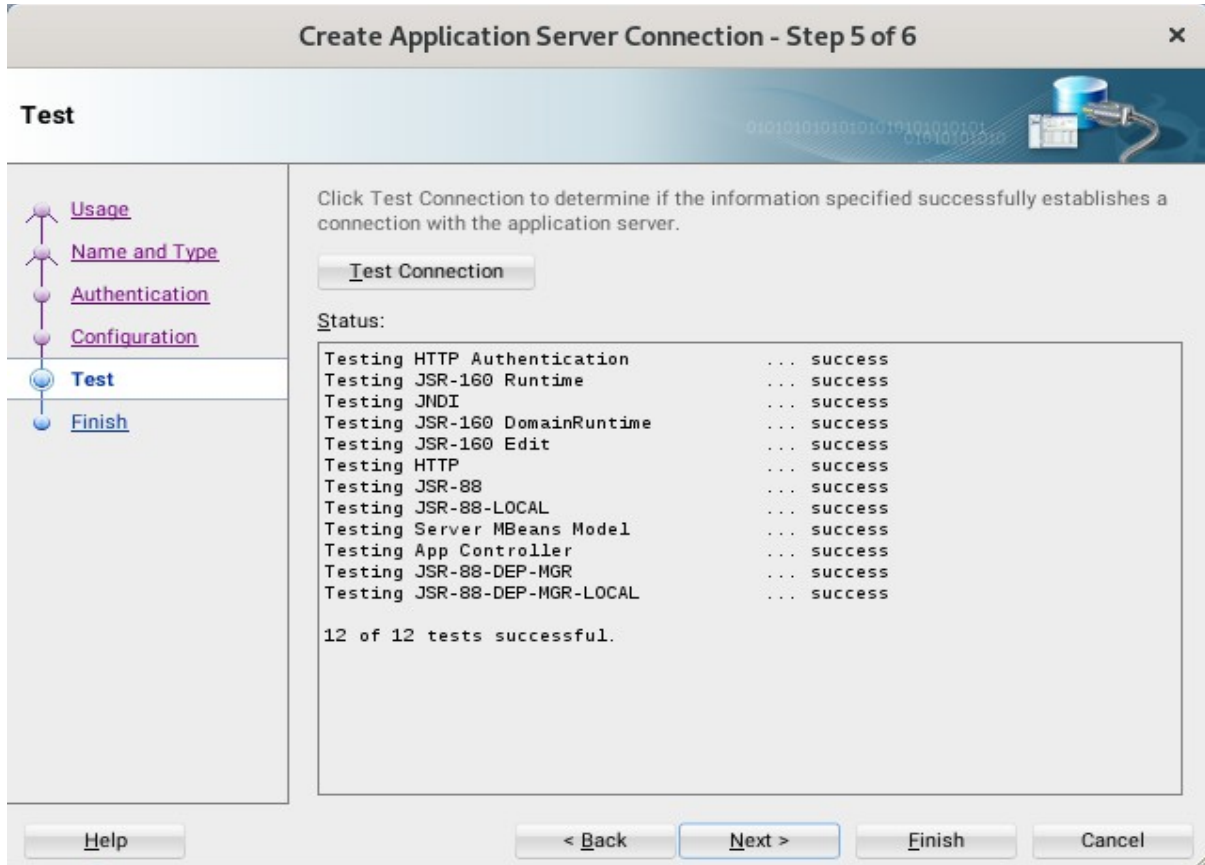 Create Application Server Connection - Step 5 of 6
Test
Usage
Name and Type
Authentication
Configuration
Test
Finish
Click Test Connection to determine if the information specified successfully establishes a
connection with the application server.
Test Connection
Status:
Testing HTTP Authentication ... success
Testing JSR-160 Runtime ... success
Testing JNDI ... success
Testing JSR-160 DomainRuntime ... success
Testing JSR-160 Edit ... success
Testing HTTP ... success
Testing JSR-88 ... success
Testing JSR-88-LOCAL ... success
Testing Server MBeans Model ... success
Testing App Controller ... success
Testing JSR-88-DEP-MGR ... success
Testing JSR-88-DEP-MGR-LOCAL ... success
12 of 12 tests successful.
Help < Back Next > Finish Cancel